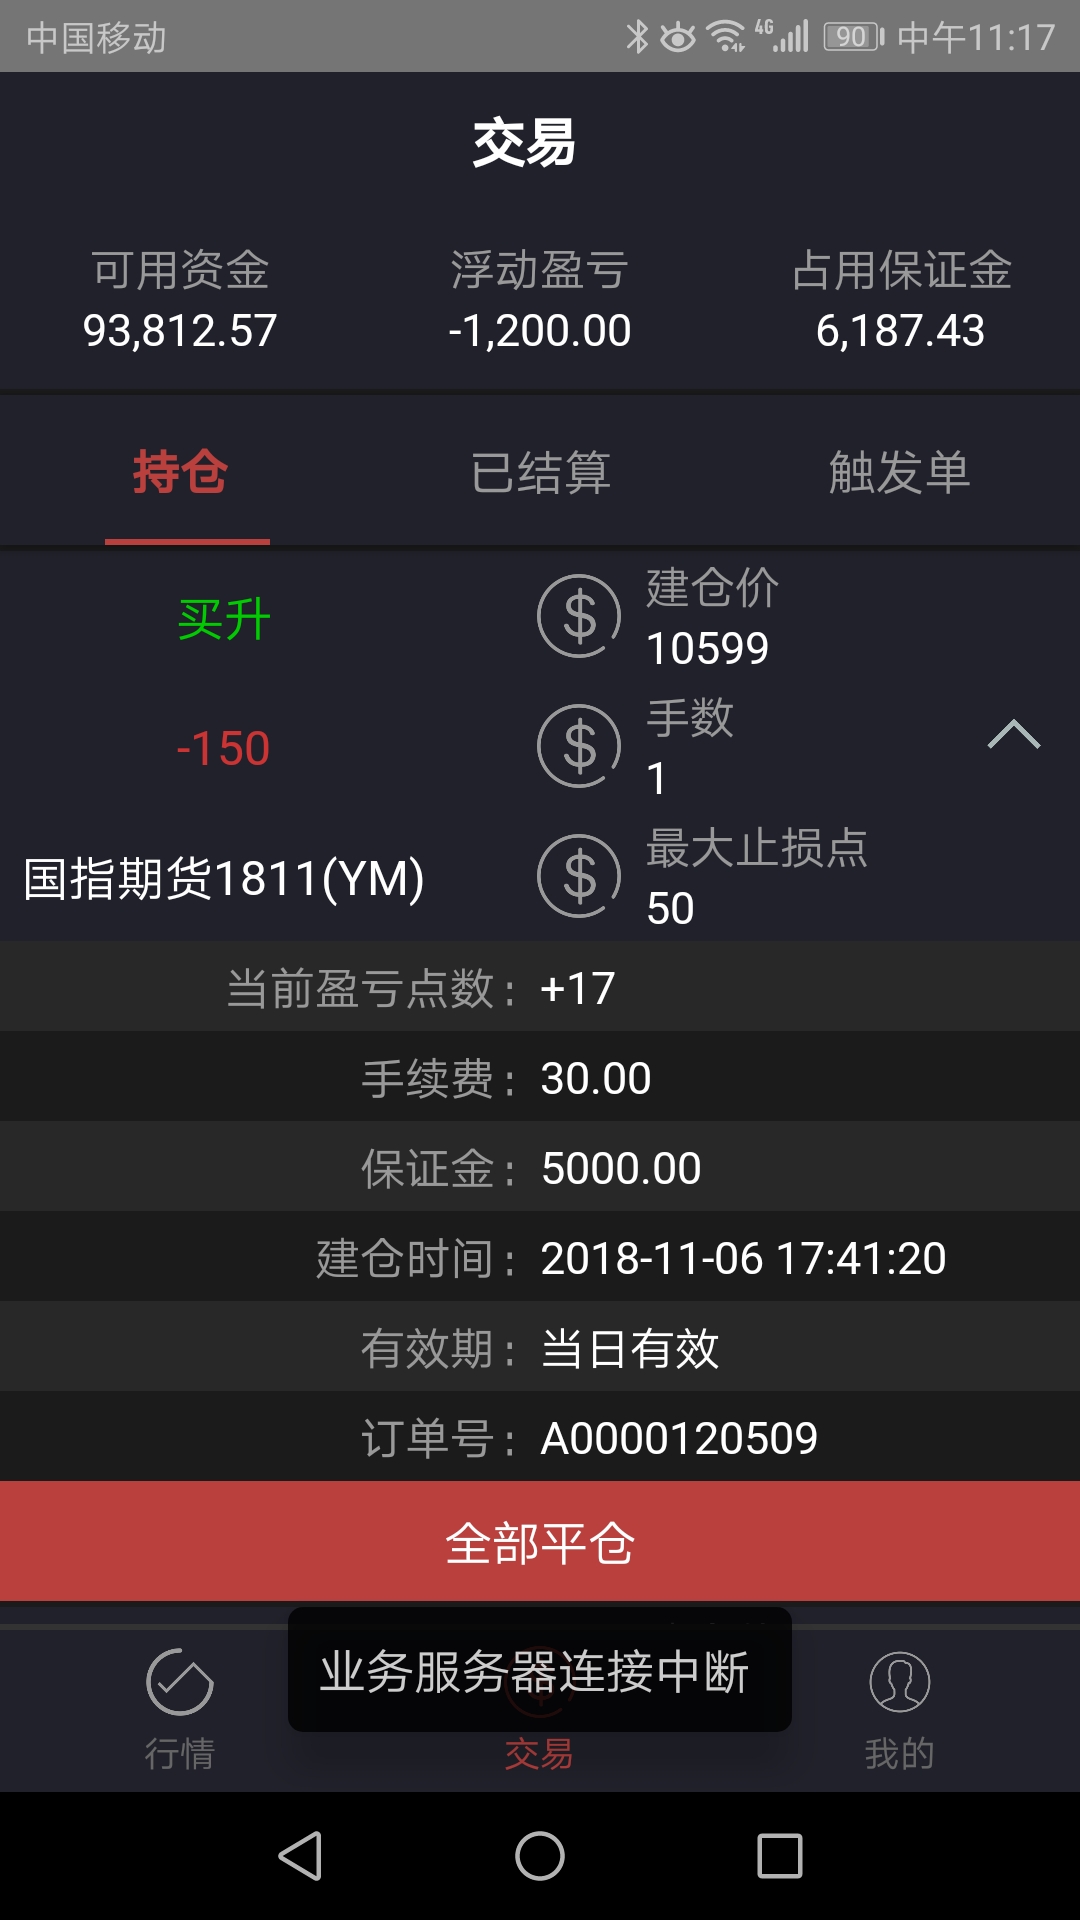 中国移动 4G 90 中午11:17
交易
可用资金 浮动盈亏 占用保证金
93,812.57 -1,200.00 6,187.43
持仓 已结算 触发单
买升 建仓价
10599
-150 手数
1
国指期货1811(YM) 最大止损点
50
当前盈亏点数: +17
手续费: 30.00
保证金: 5000.00
建仓时间: 2018-11-06 17:41:20
有效期: 当日有效
订单号: A0000120509
全部平仓
业务服务器连接中断
行情 交易 我的